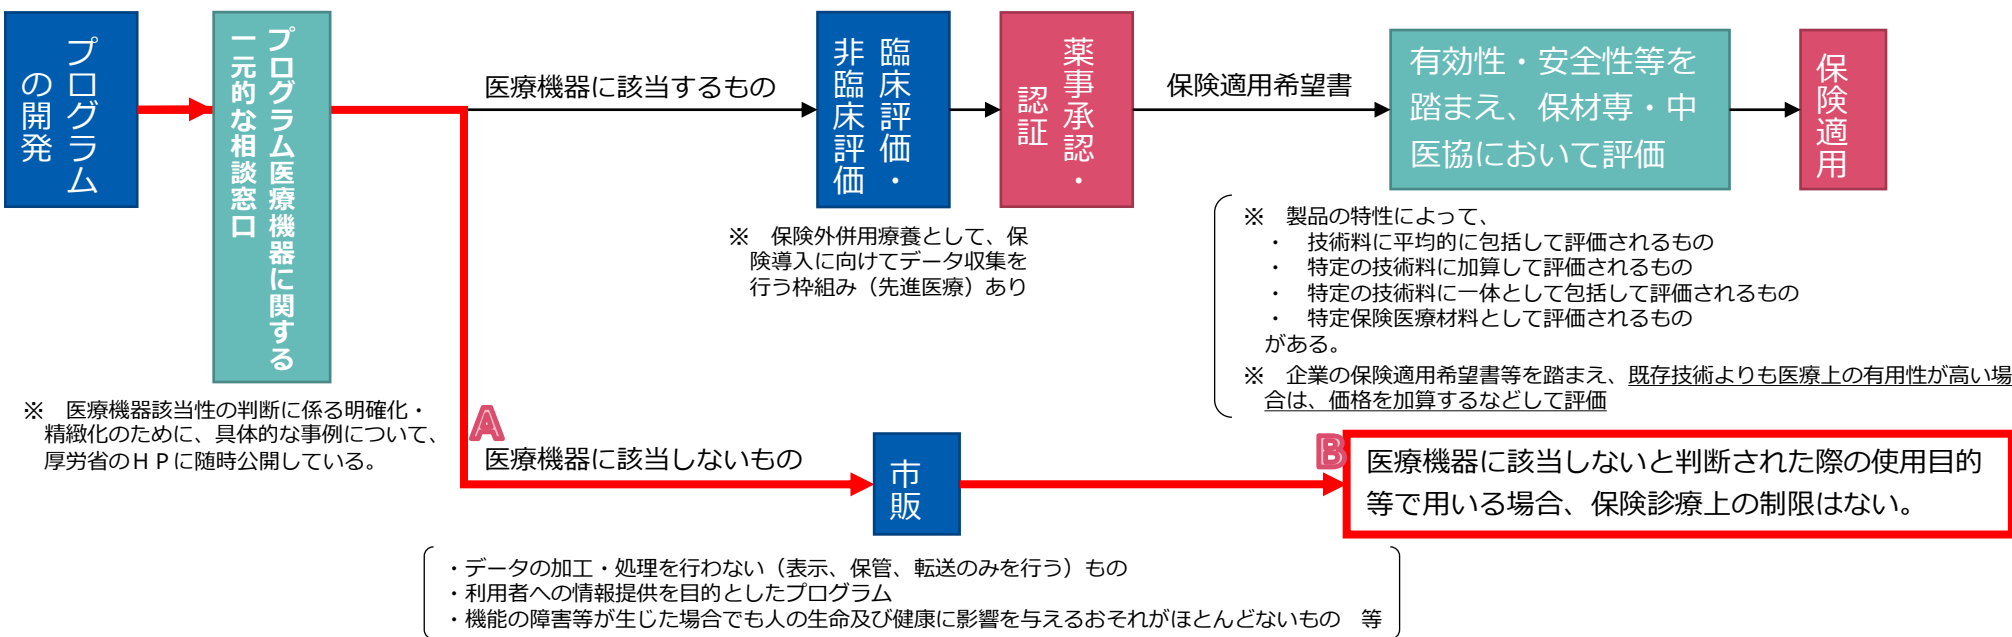 プログラム
の開発
プログラム医療機器に関する
一元的な相談窓口
医療機器に該当するもの
臨床評価・
非臨床評価
薬事承認・
認証
保険適用希望書
有効性・安全性等を
踏まえ、保材専・中
医協において評価
保険適用
※　保険外併用療養として、保
険導入に向けてデータ収集を
行う枠組み（先進医療）あり
※　製品の特性によって、
・　技術料に平均的に包括して評価されるもの
・　特定の技術料に加算して評価されるもの
・　特定の技術料に一体として包括して評価されるもの
・　特定保険医療材料として評価されるもの
がある。
※　企業の保険適用希望書等を踏まえ、既存技術よりも医療上の有用性が高い場
合は、価格を加算するなどして評価
※　医療機器該当性の判断に係る明確化・
精緻化のために、具体的な事例について、
厚労省のＨＰに随時公開している。
A
医療機器に該当しないもの
市販
B
医療機器に該当しないと判断された際の使用目的
等で用いる場合、保険診療上の制限はない。
・データの加工・処理を行わない（表示、保管、転送のみを行う）もの
・利用者への情報提供を目的としたプログラム
・機能の障害等が生じた場合でも人の生命及び健康に影響を与えるおそれがほとんどないもの　等